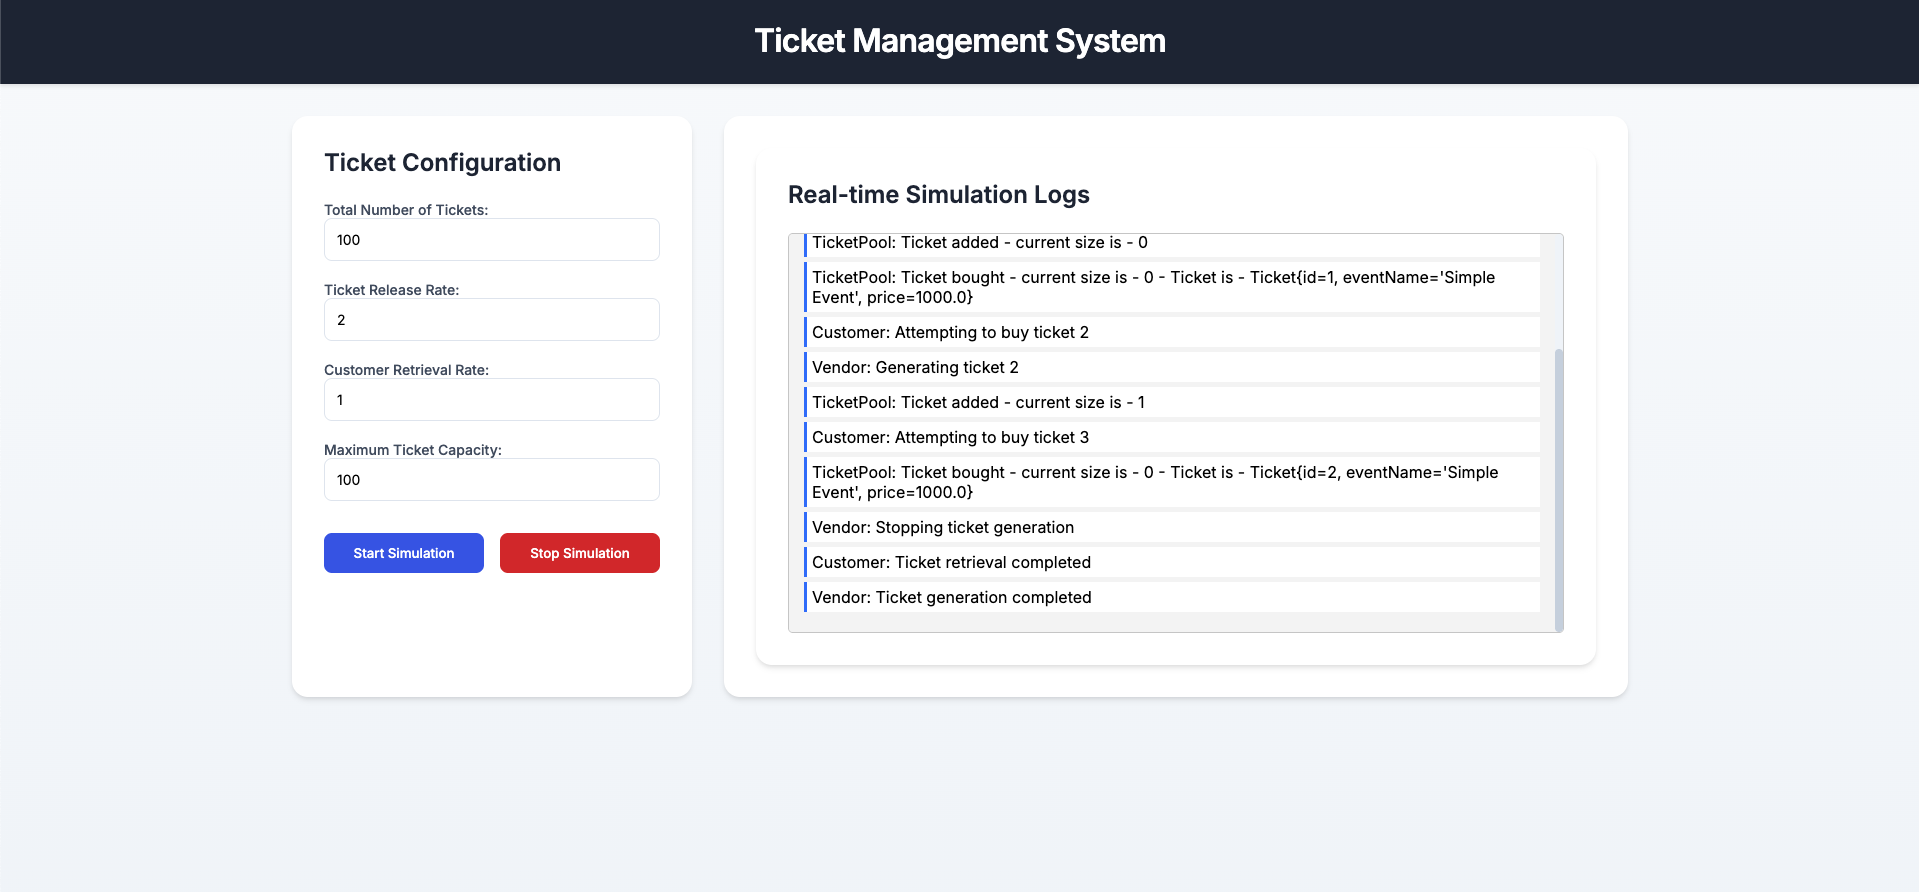 Ticket Management System
Ticket Configuration
Total Number of Tickets:
100
Ticket Release Rate:
2
Customer Retrieval Rate:
1
Maximum Ticket Capacity:
100
Start Simulation
Stop Simulation
Real-time Simulation Logs
TicketPool: Ticket added - current size is - 0
TicketPool: Ticket bought - current size is - 0 - Ticket is - Ticket{id=1, eventName='Simple
Event', price=1000.0}
Customer: Attempting to buy ticket 2
Vendor: Generating ticket 2
TicketPool: Ticket added - current size is - 1
Customer: Attempting to buy ticket 3
TicketPool: Ticket bought - current size is - 0 - Ticket is - Ticket{id=2, eventName='Simple
Event', price=1000.0}
Vendor: Stopping ticket generation
Customer: Ticket retrieval completed
Vendor: Ticket generation completed